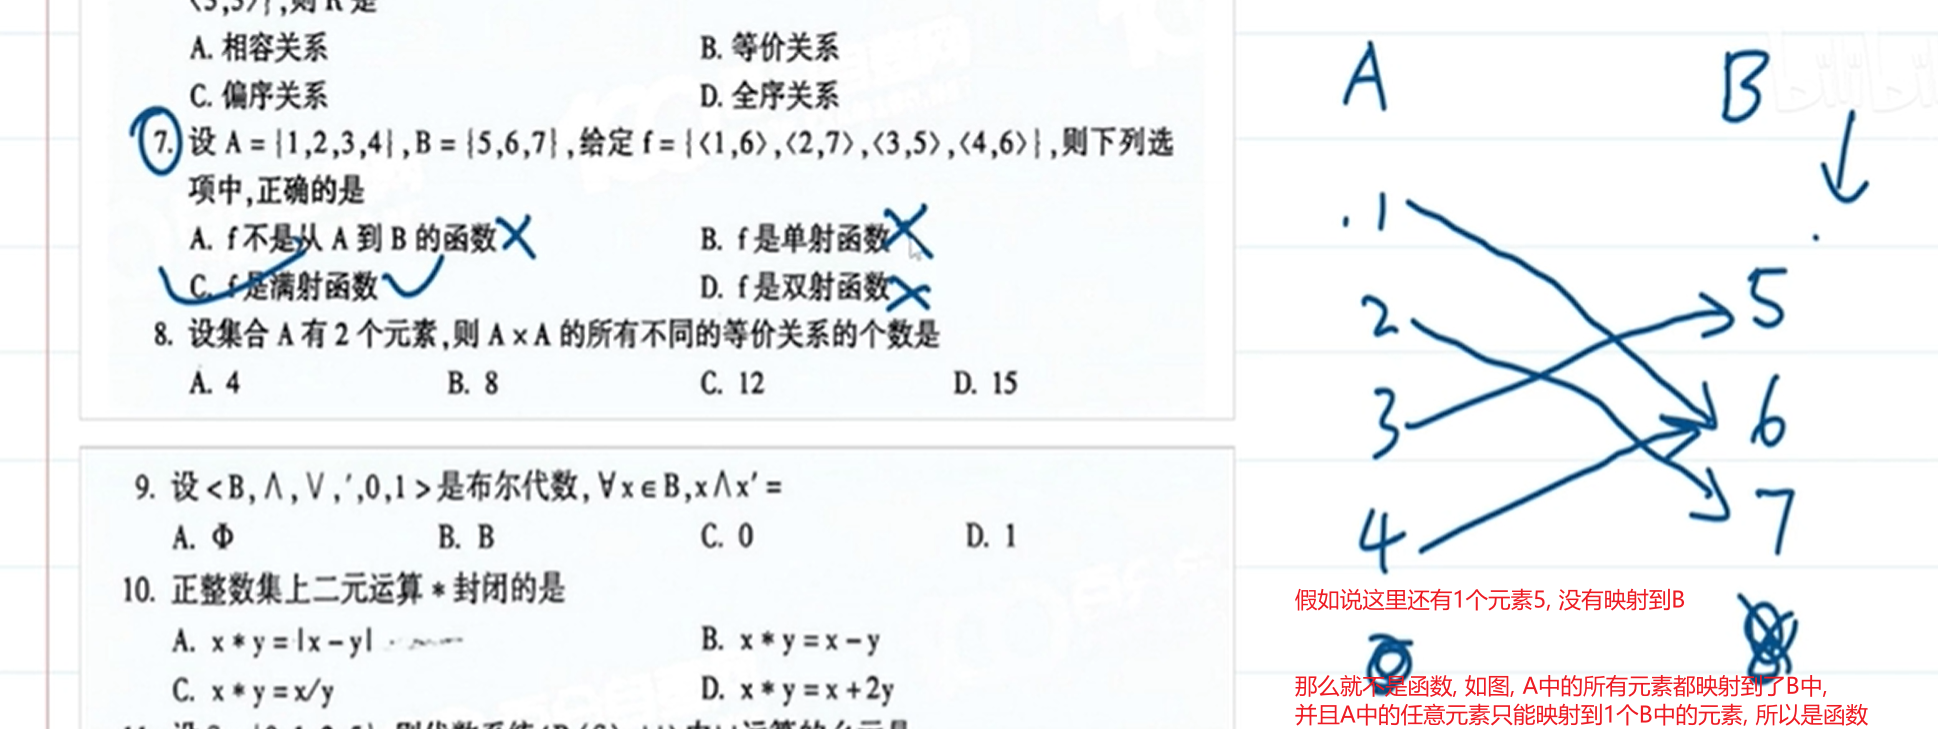 ⟨3,3⟩},则 R 是
A. 相容关系 B. 等价关系
C. 偏序关系 D. 全序关系
7. 设 A = {1,2,3,4},B = {5,6,7},给定 f = {⟨1,6⟩,⟨2,7⟩,⟨3,5⟩,⟨4,6⟩},则下列选
项中,正确的是
A. f 不是从 A 到 B 的函数 B. f 是单射函数
C. f 是满射函数 D. f 是双射函数
8. 设集合 A 有 2 个元素,则 A × A 的所有不同的等价关系的个数是
A. 4 B. 8 C. 12 D. 15
9. 设 < B, ∧, ∨, ′,0,1 > 是布尔代数, ∀x∈B,x∧x′ =
A. Φ B. B C. 0 D. 1
10. 正整数集上二元运算 * 封闭的是
A. x * y = |x - y| B. x * y = x - y
C. x * y = x/y D. x * y = x + 2y
A B
1
2 5
3 6
4 7
假如说这里还有1个元素5, 没有映射到B
那么就不是函数, 如图, A中的所有元素都映射到了B中,
并且A中的任意元素只能映射到1个B中的元素, 所以是函数
bilibili